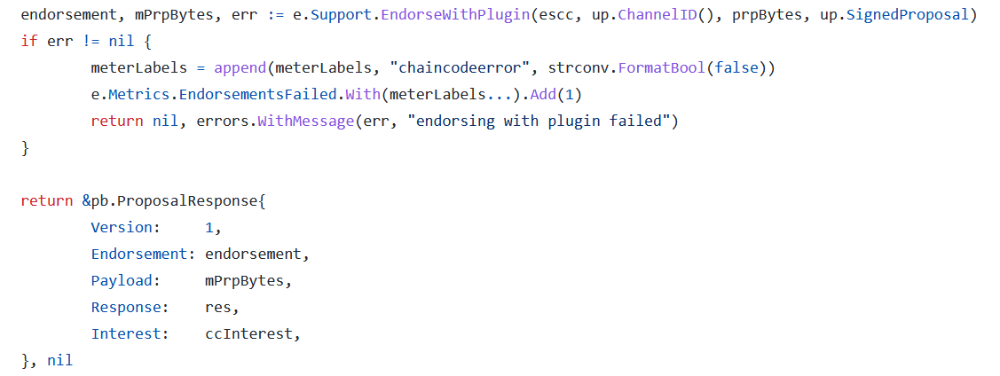 endorsement, mPrpBytes, err := e.Support.EndorseWithPlugin(escc, up.ChannelID(), prpBytes, up.SignedProposal)
if err != nil {
        meterLabels = append(meterLabels, "chaincodeerror", strconv.FormatBool(false))
        e.Metrics.EndorsementsFailed.With(meterLabels...).Add(1)
        return nil, errors.WithMessage(err, "endorsing with plugin failed")
}

return &pb.ProposalResponse{
        Version:     1,
        Endorsement: endorsement,
        Payload:     mPrpBytes,
        Response:    res,
        Interest:    ccInterest,
}, nil